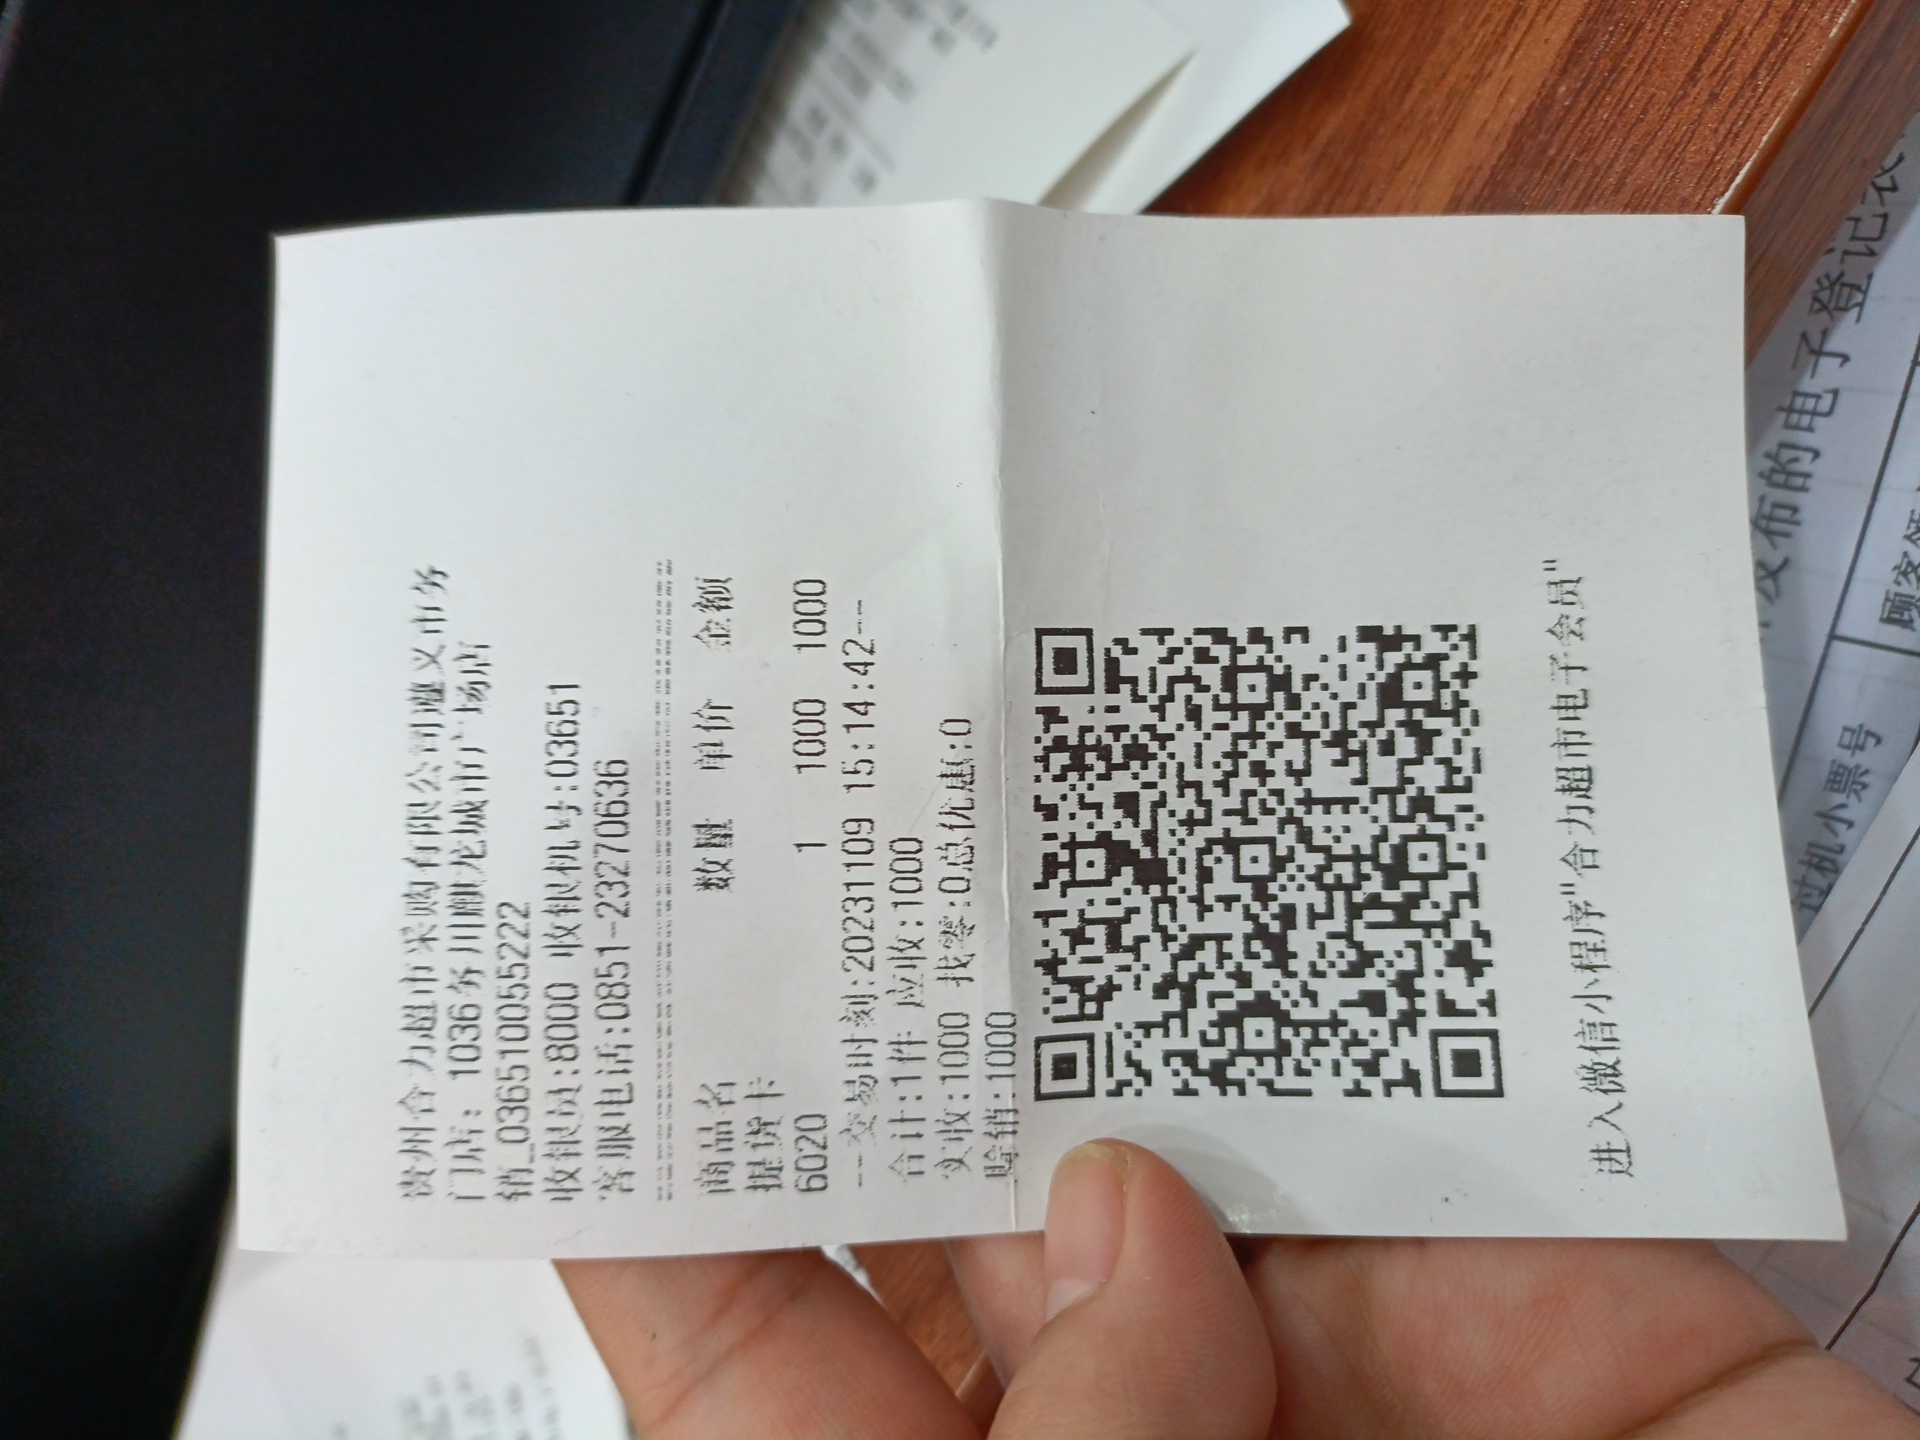 贵州合力超市采购有限公司遵义市务
门店: 1036务川麒龙城市广场店
销_036510055222
收银员:8000 收银机号:03651
客服电话:0851-23270636
商品名 数量 单价 金额
提货卡
6020 1 1000 1000
--交易时刻:20231109 15:14:42--
合计:1件 应收:1000
实收:1000 找零:0总优惠:0
赊销:1000
进入微信小程序"合力超市电子会员"
发布的电子登记表
过机小票号
顾客领